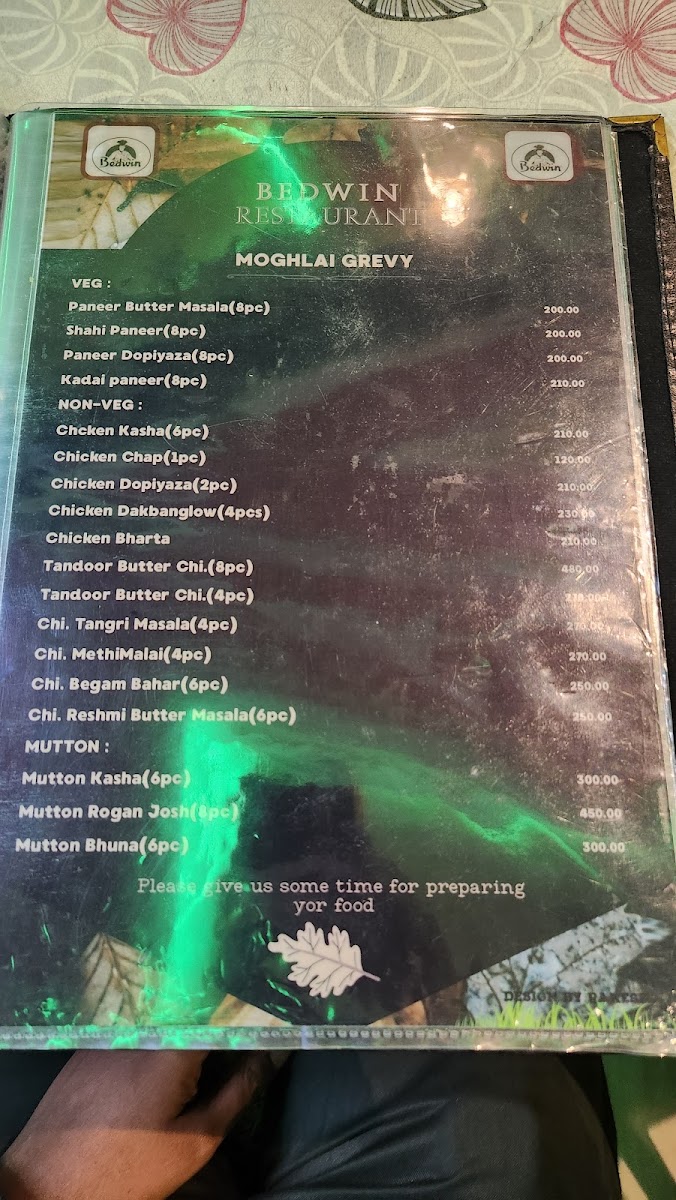 Bedwin
Bedwin
BEDWIN
RESTAURANT
MOGHLAI GREVY
VEG :
Paneer Butter Masala(8pc) 200.00
Shahi Paneer(8pc) 200.00
Paneer Dopiyaza(8pc) 200.00
Kadai paneer(8pc) 210.00
NON-VEG :
Chcken Kasha(6pc) 210.00
Chicken Chap(1pc) 120.00
Chicken Dopiyaza(2pc) 210.00
Chicken Dakbanglow(4pcs) 230.00
Chicken Bharta 210.00
Tandoor Butter Chi.(8pc) 480.00
Tandoor Butter Chi.(4pc)
Chi. Tangri Masala(4pc)
Chi. MethiMalai(4pc) 270.00
Chi. Begam Bahar(6pc) 250.00
Chi. Reshmi Butter Masala(6pc) 250.00
MUTTON :
Mutton Kasha(6pc) 300.00
Mutton Rogan Josh(8pc) 450.00
Mutton Bhuna(6pc) 300.00
Please give us some time for preparing
yor food
DESIGN BY